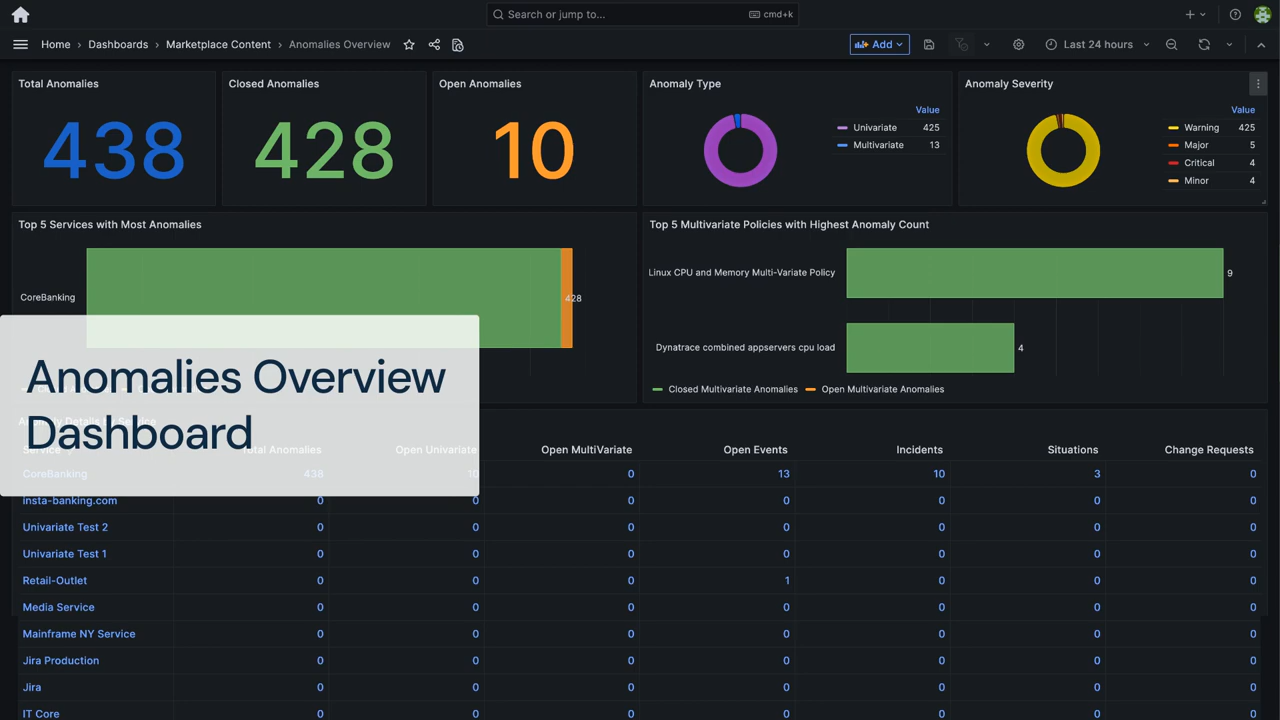 Search or jump to...
cmd+k
Home › Dashboards › Marketplace Content › Anomalies Overview
Add
Last 24 hours
Total Anomalies
438
Closed Anomalies
428
Open Anomalies
10
Anomaly Type
Value
Univariate 425
Multivariate 13
Anomaly Severity
Value
Warning 425
Major 5
Critical 4
Minor 4
Top 5 Services with Most Anomalies
CoreBanking
428
Top 5 Multivariate Policies with Highest Anomaly Count
Linux CPU and Memory Multi-Variate Policy 9
Dynatrace combined appservers cpu load 4
Closed Multivariate Anomalies Open Multivariate Anomalies
Anomalies Overview
Dashboard
Anomaly Details by Service
Service Total Anomalies Open Univariate Open MultiVariate Open Events Incidents Situations Change Requests
CoreBanking 438 10 0 13 10 3 0
insta-banking.com 0 0 0 0 0 0 0
Univariate Test 2 0 0 0 0 0 0 0
Univariate Test 1 0 0 0 0 0 0 0
Retail-Outlet 0 0 0 1 0 0 0
Media Service 0 0 0 0 0 0 0
Mainframe NY Service 0 0 0 0 0 0 0
Jira Production 0 0 0 0 0 0 0
Jira 0 0 0 0 0 0 0
IT Core 0 0 0 0 0 0 0